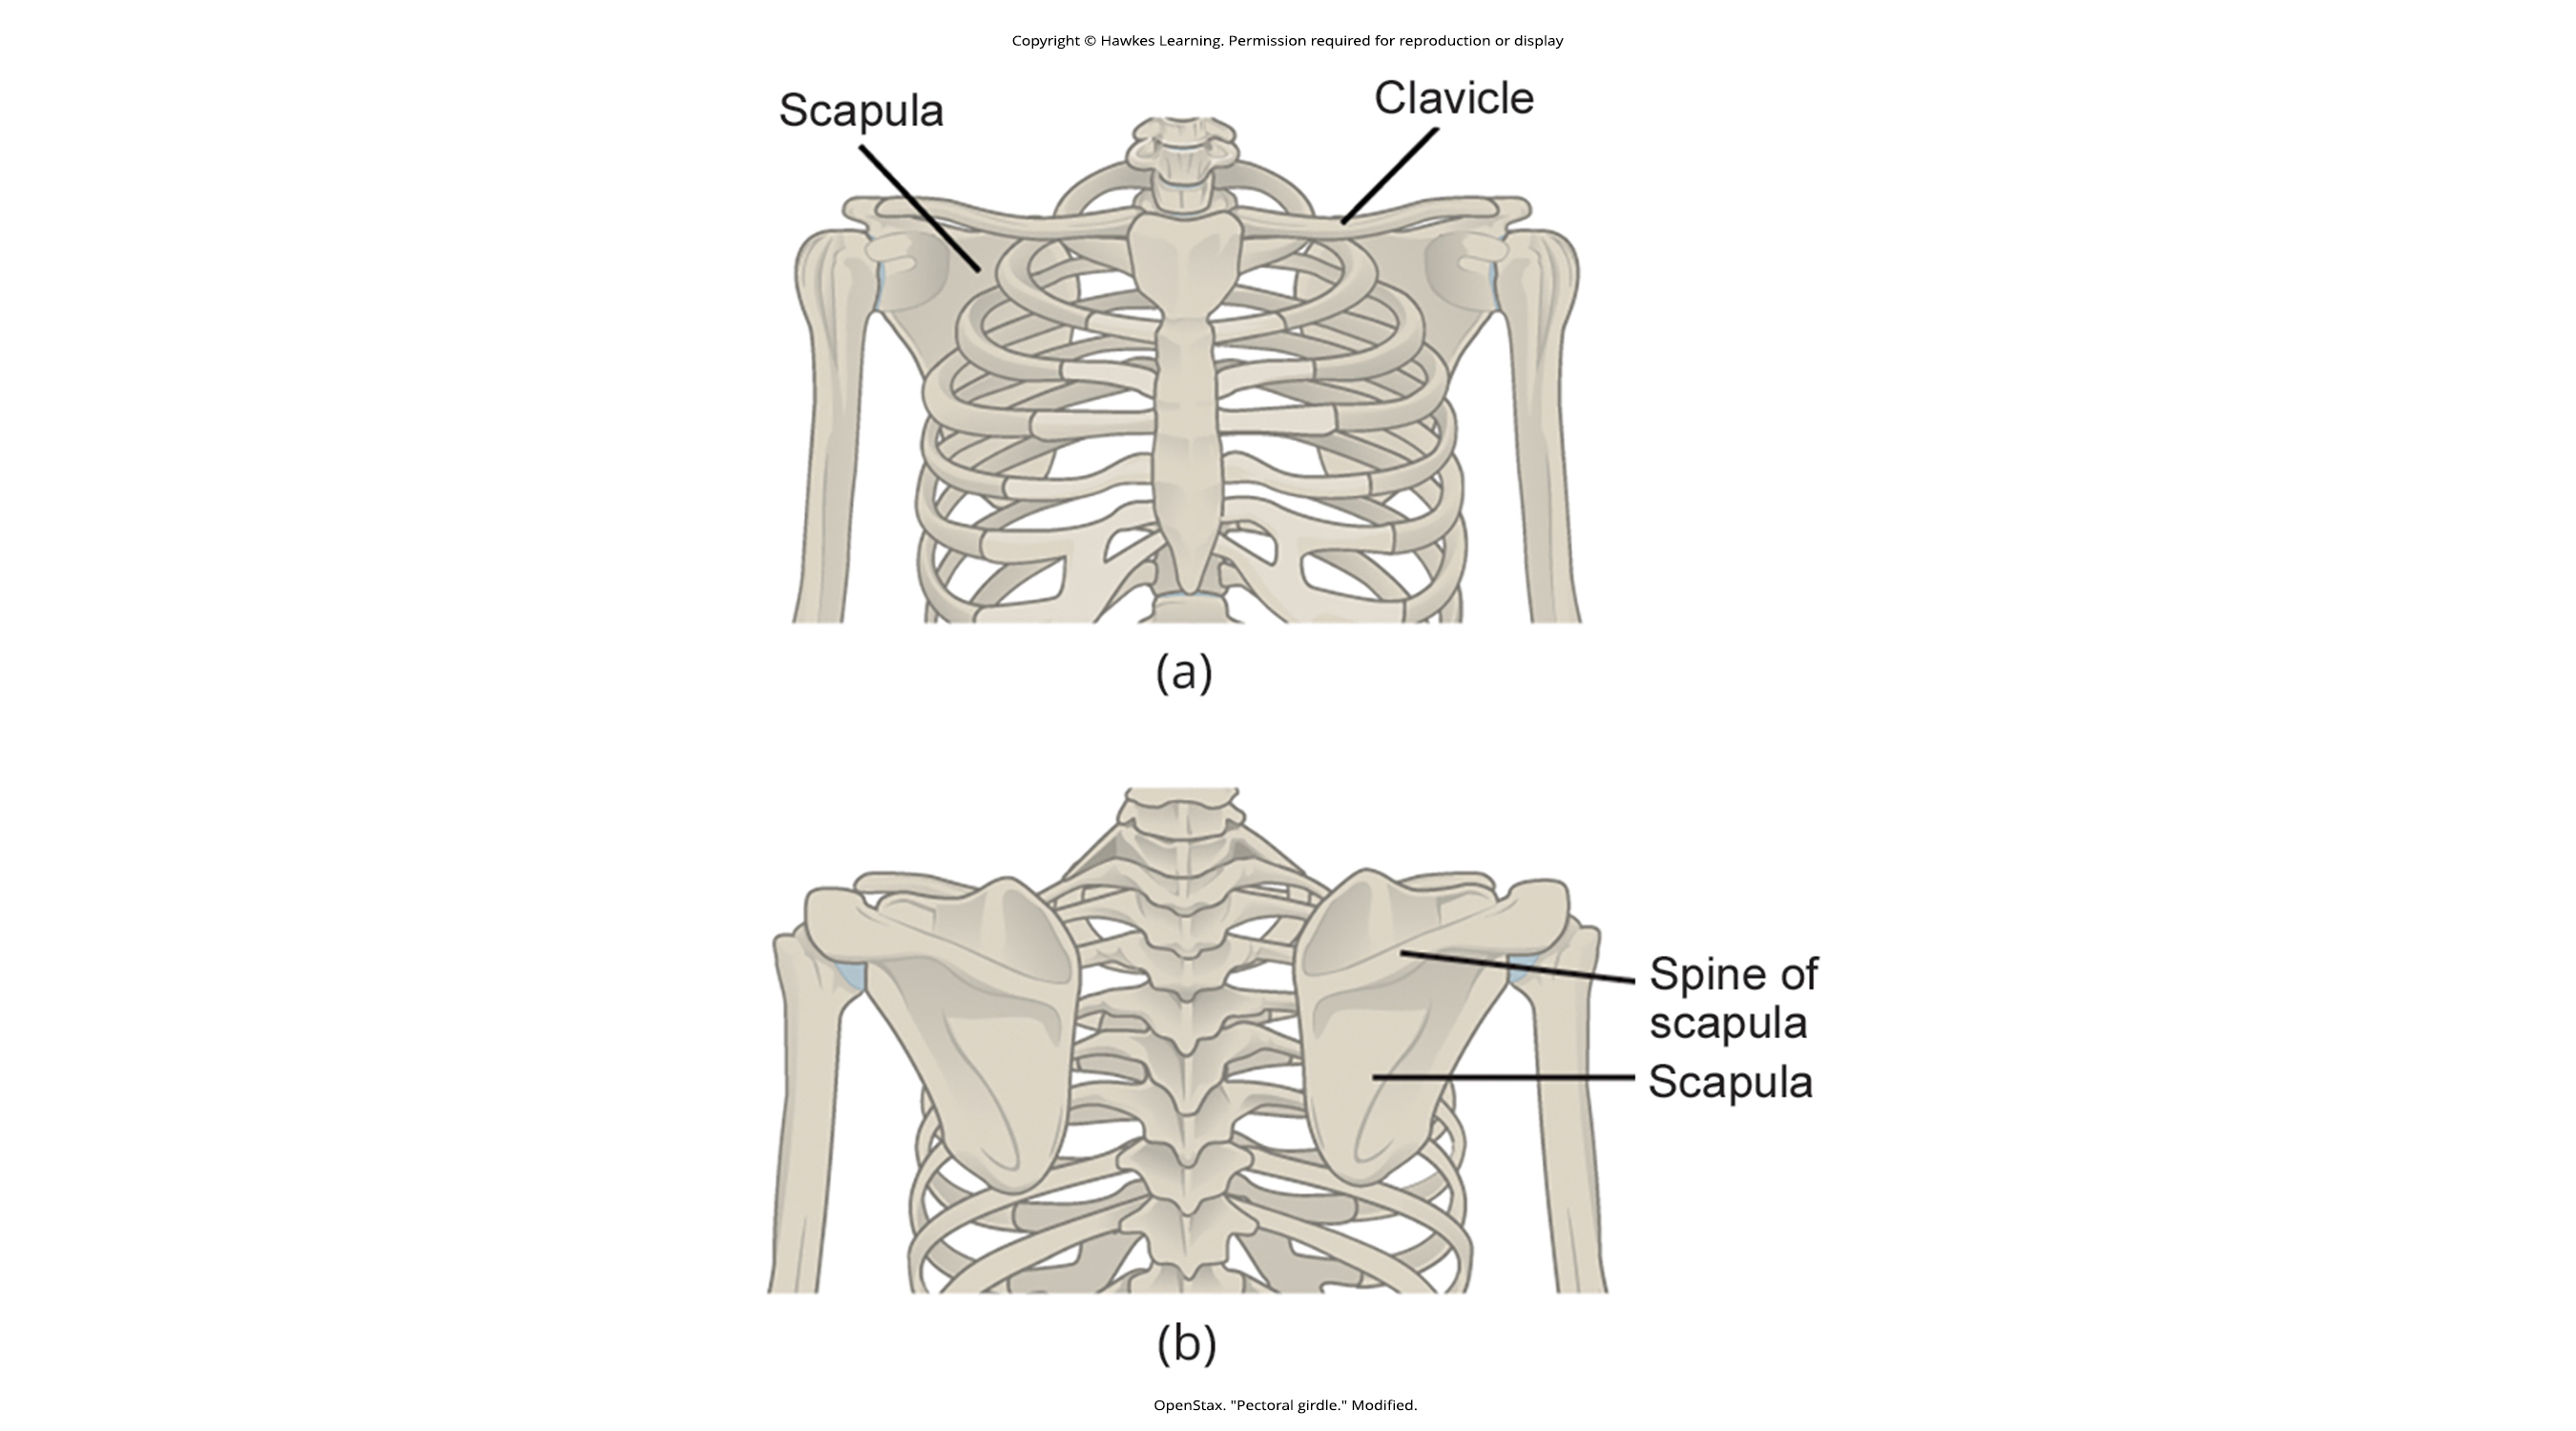 Copyright © Hawkes Learning. Permission required for reproduction or display
Scapula
Clavicle
(a)
Spine of
scapula
Scapula
(b)
OpenStax. "Pectoral girdle." Modified.